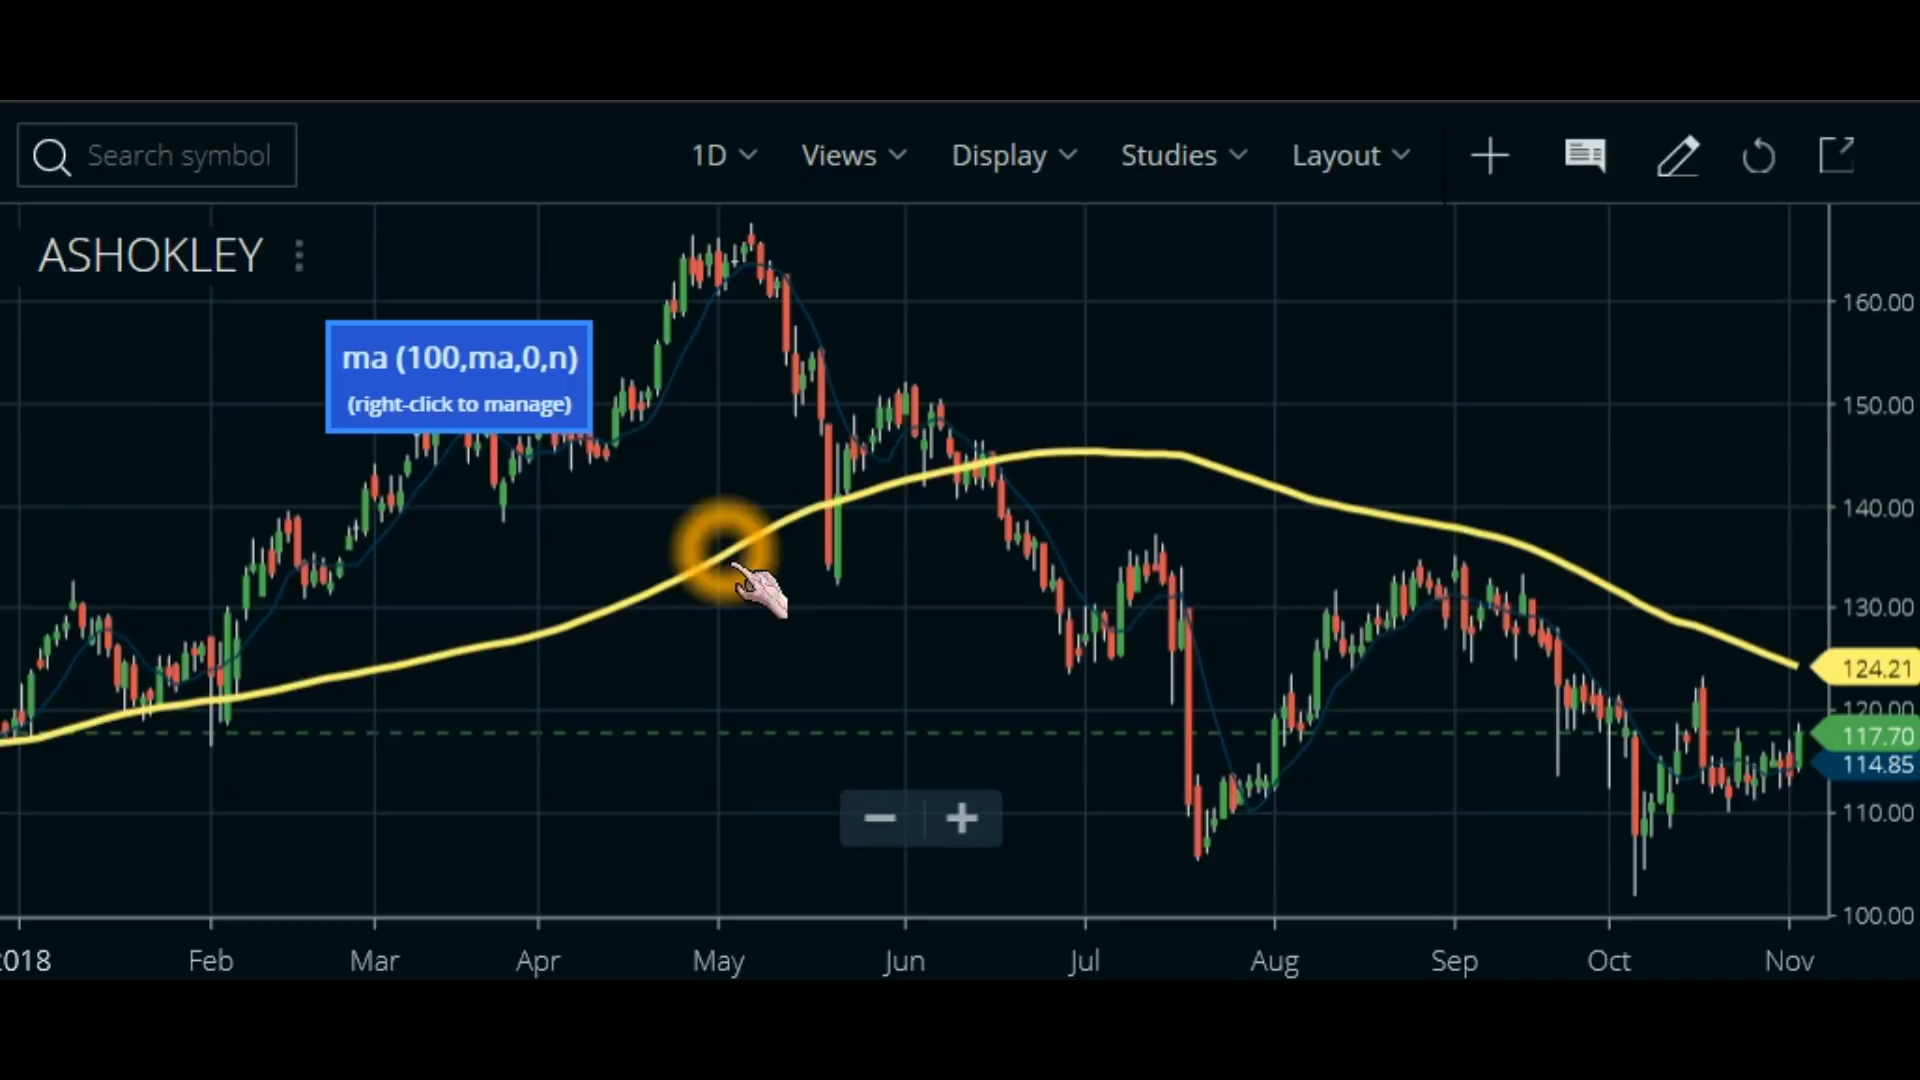 Search symbol
1D
Views
Display
Studies
Layout
ASHOKLEY
ma (100,ma,0,n)
(right-click to manage)
160.00
150.00
140.00
130.00
124.21
120.00
117.70
114.85
110.00
100.00
2018
Feb
Mar
Apr
May
Jun
Jul
Aug
Sep
Oct
Nov